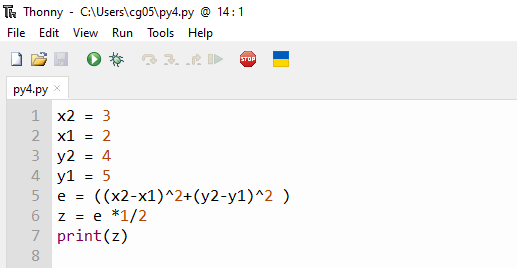 Thonny - C:\Users\cg05\py4.py @ 14:1
File Edit View Run Tools Help
STOP
py4.py ×
1 x2 = 3
2 x1 = 2
3 y2 = 4
4 y1 = 5
5 e = ((x2-x1)^2+(y2-y1)^2 )
6 z = e *1/2
7 print(z)
8